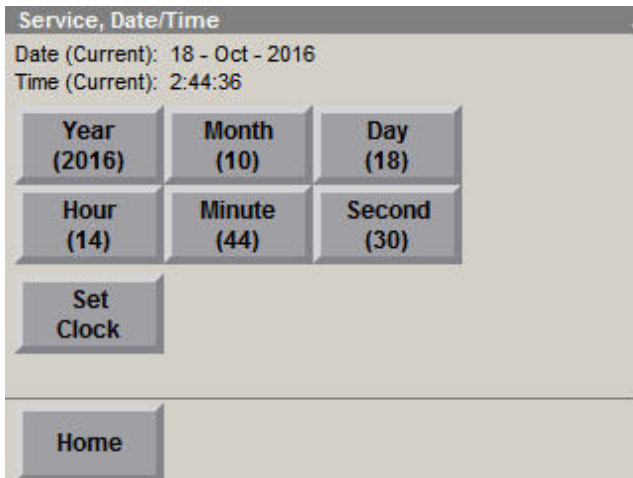 Service, Date/Time
Date (Current): 18 - Oct - 2016
Time (Current): 2:44:36
Year
(2016)
Month
(10)
Day
(18)
Hour
(14)
Minute
(44)
Second
(30)
Set
Clock
Home